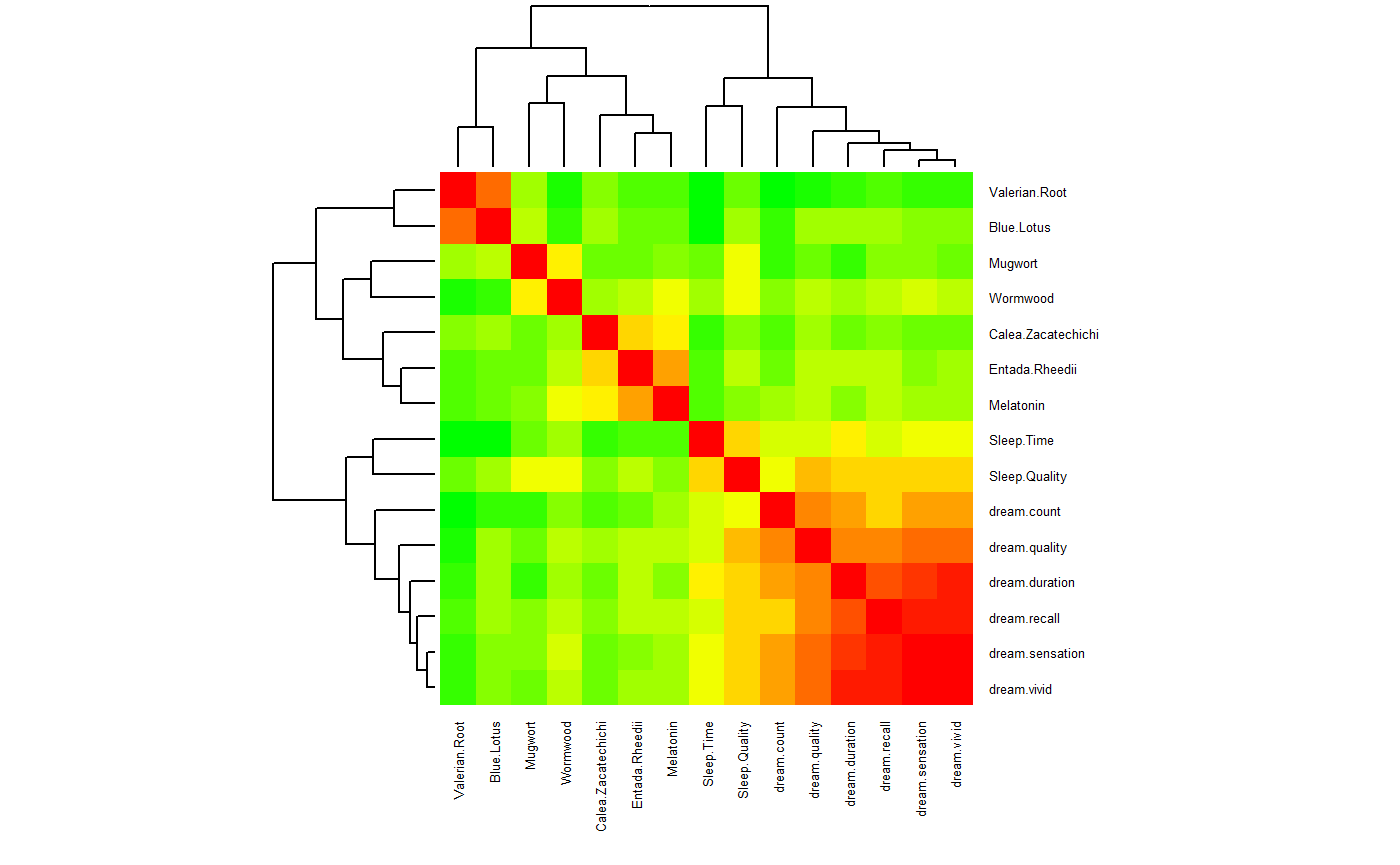 Valerian.Root
Blue.Lotus
Mugwort
Wormwood
Calea.Zacatechichi
Entada.Rheedii
Melatonin
Sleep.Time
Sleep.Quality
dream.count
dream.quality
dream.duration
dream.recall
dream.sensation
dream.vivid
Valerian.Root
Blue.Lotus
Mugwort
Wormwood
Calea.Zacatechichi
Entada.Rheedii
Melatonin
Sleep.Time
Sleep.Quality
dream.count
dream.quality
dream.duration
dream.recall
dream.sensation
dream.vivid